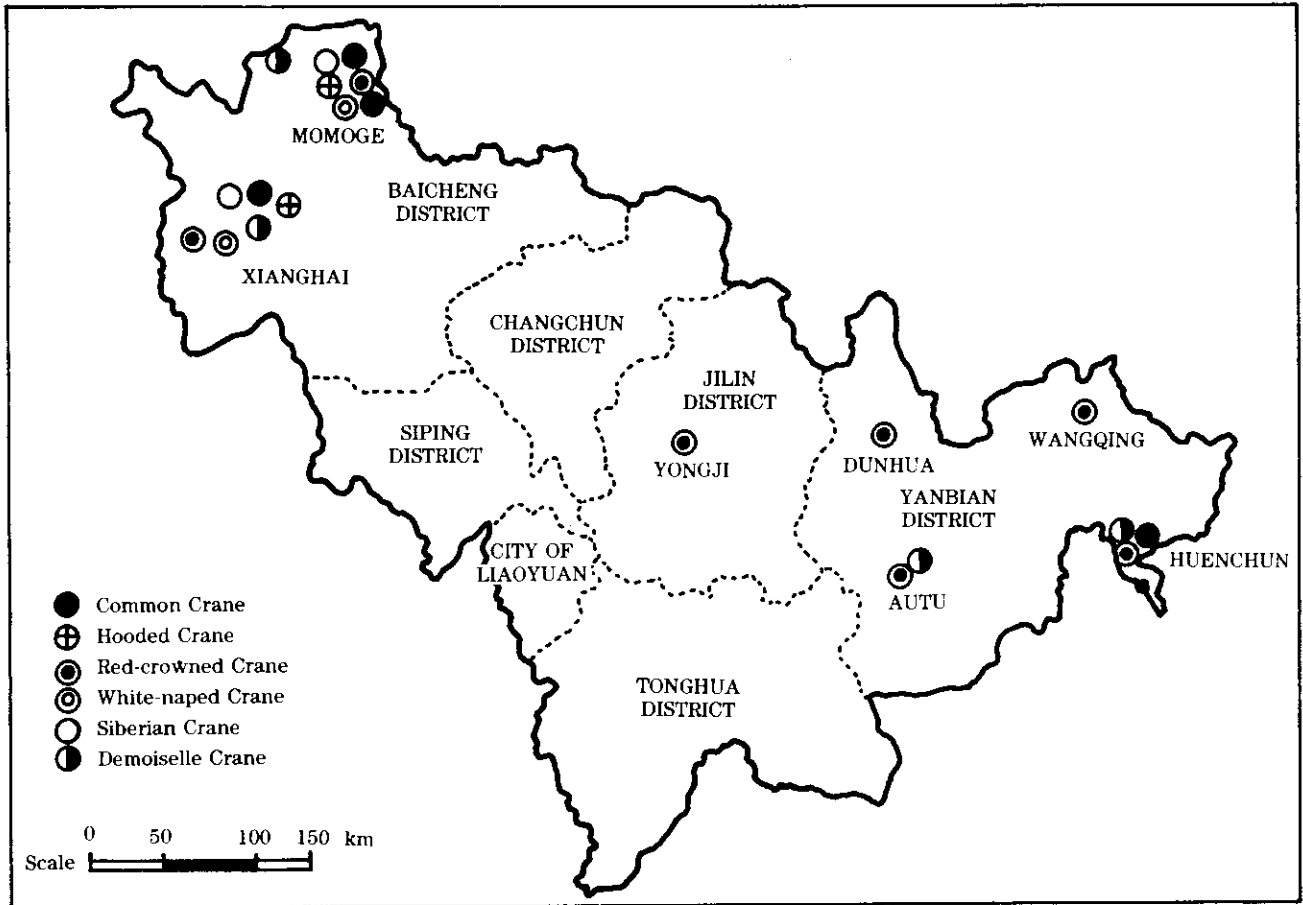 MOMOGE
BAICHENG
DISTRICT
XIANGHAI
CHANGCHUN
DISTRICT
JILIN
DISTRICT
SIPING
DISTRICT
YONGJI
DUNHUA
WANGQING
YANBIAN
DISTRICT
CITY OF
LIAOYUAN
HUENCHUN
AUTU
TONGHUA
DISTRICT
Common Crane
Hooded Crane
Red-crowned Crane
White-naped Crane
Siberian Crane
Demoiselle Crane
0 50 100 150 km
Scale